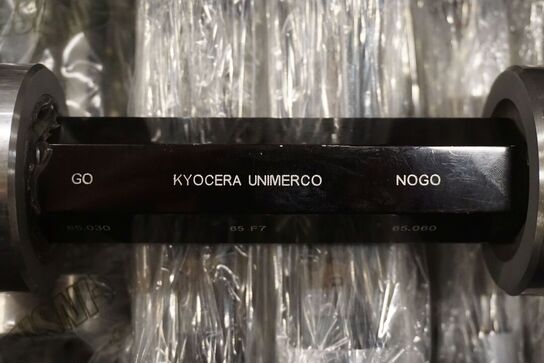 GO KYOCERA UNIMERCO NOGO
65.030 65 F7 65.060